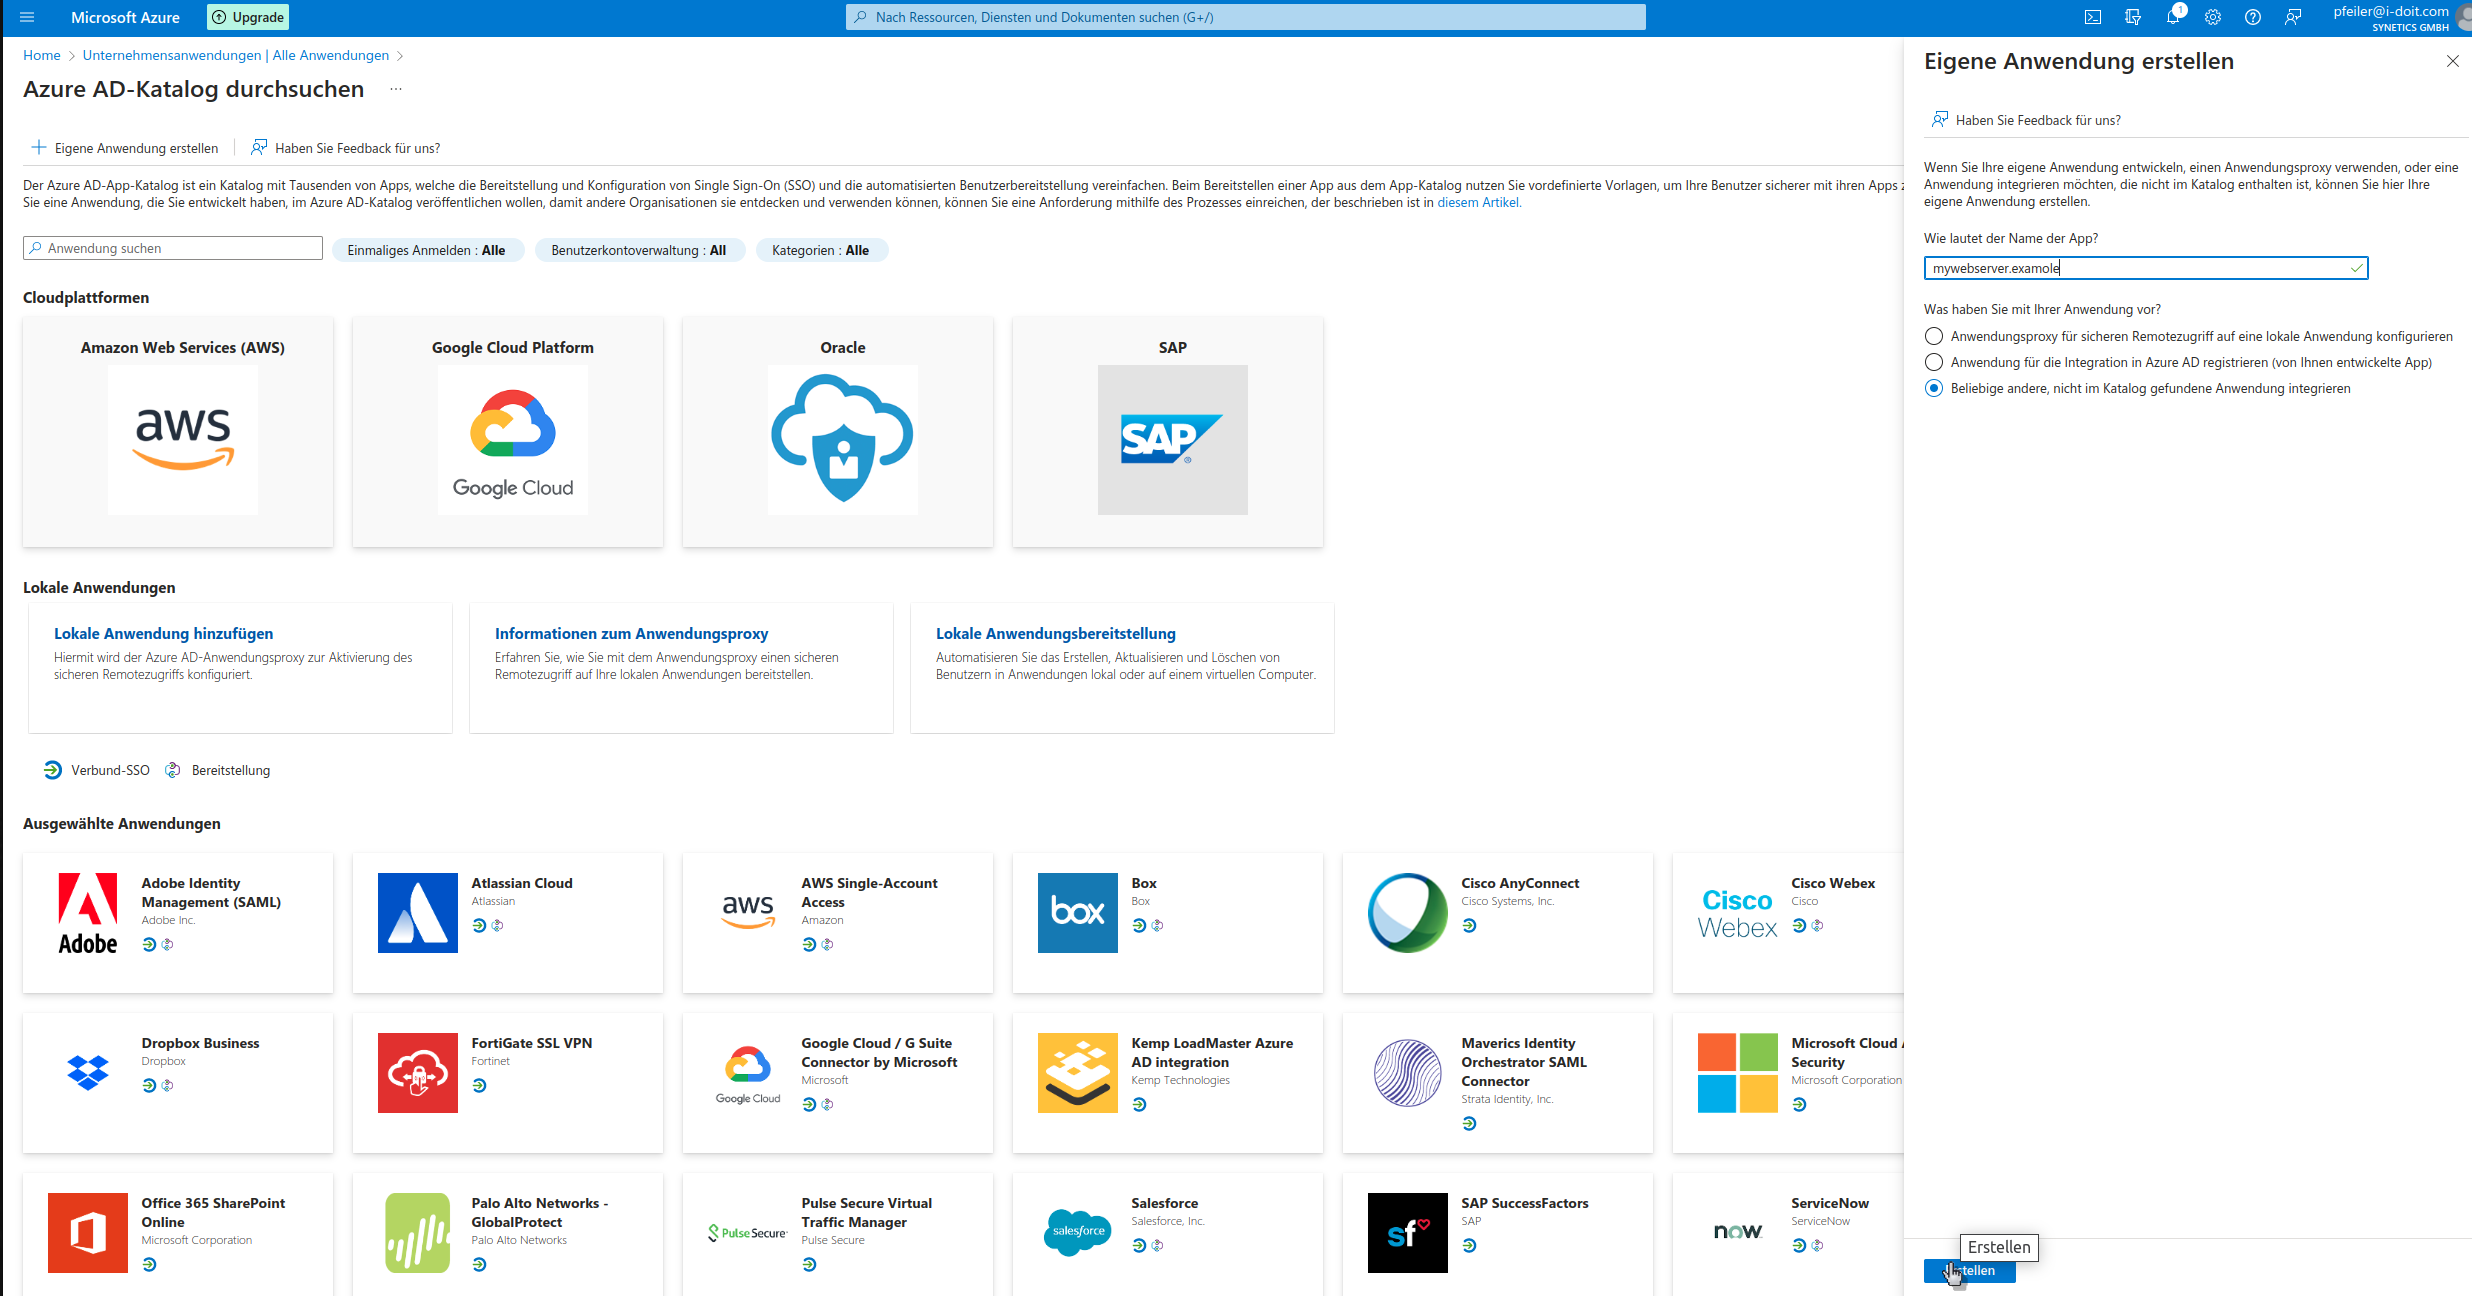 Microsoft Azure
Upgrade
Nach Ressourcen, Diensten und Dokumenten suchen (G+/)
1
pfeiler@i-doit.com
SYNETICS GMBH
Home > Unternehmensanwendungen | Alle Anwendungen >
Azure AD-Katalog durchsuchen ...
Eigene Anwendung erstellen
Haben Sie Feedback für uns?
Der Azure AD-App-Katalog ist ein Katalog mit Tausenden von Apps, welche die Bereitstellung und Konfiguration von Single Sign-On (SSO) und die automatisierten Benutzerbereitstellung vereinfachen. Beim Bereitstellen einer App aus dem App-Katalog nutzen Sie vordefinierte Vorlagen, um Ihre Benutzer sicherer mit ihren Apps
Sie eine Anwendung, die Sie entwickelt haben, im Azure AD-Katalog veröffentlichen wollen, damit andere Organisationen sie entdecken und verwenden können, können Sie eine Anforderung mithilfe des Prozesses einreichen, der beschrieben ist in diesem Artikel.
Anwendung suchen
Einmaliges Anmelden : Alle
Benutzerkontoverwaltung : All
Kategorien : Alle
Cloudplattformen
Amazon Web Services (AWS)
aws
Google Cloud Platform
Google Cloud
Oracle
SAP
SAP
Lokale Anwendungen
Lokale Anwendung hinzufügen
Hiermit wird der Azure AD-Anwendungsproxy zur Aktivierung des
sicheren Remotezugriffs konfiguriert.
Informationen zum Anwendungsproxy
Erfahren Sie, wie Sie mit dem Anwendungsproxy einen sicheren
Remotezugriff auf Ihre lokalen Anwendungen bereitstellen.
Lokale Anwendungsbereitstellung
Automatisieren Sie das Erstellen, Aktualisieren und Löschen von
Benutzern in Anwendungen lokal oder auf einem virtuellen Computer.
Verbund-SSO
Bereitstellung
Ausgewählte Anwendungen
Adobe
Adobe Identity
Management (SAML)
Adobe Inc.
Atlassian Cloud
Atlassian
aws
AWS Single-Account
Access
Amazon
box
Box
Box
Cisco AnyConnect
Cisco Systems, Inc.
Cisco
Webex
Cisco Webex
Cisco
Dropbox Business
Dropbox
FortiGate SSL VPN
Fortinet
Google Cloud
Google Cloud / G Suite
Connector by Microsoft
Microsoft
Kemp LoadMaster Azure
AD integration
Kemp Technologies
Maverics Identity
Orchestrator SAML
Connector
Strata Identity, Inc.
Microsoft Cloud
Security
Microsoft Corporation
Office 365 SharePoint
Online
Microsoft Corporation
Palo Alto Networks -
GlobalProtect
Palo Alto Networks
Pulse Secure
Pulse Secure Virtual
Traffic Manager
Pulse Secure
salesforce
Salesforce
Salesforce, Inc.
sf
SAP SuccessFactors
SAP
now
ServiceNow
ServiceNow
Eigene Anwendung erstellen
Haben Sie Feedback für uns?
Wenn Sie Ihre eigene Anwendung entwickeln, einen Anwendungsproxy verwenden, oder eine
Anwendung integrieren möchten, die nicht im Katalog enthalten ist, können Sie hier Ihre
eigene Anwendung erstellen.
Wie lautet der Name der App?
mywebserver.examole
Was haben Sie mit Ihrer Anwendung vor?
Anwendungsproxy für sicheren Remotezugriff auf eine lokale Anwendung konfigurieren
Anwendung für die Integration in Azure AD registrieren (von Ihnen entwickelte App)
Beliebige andere, nicht im Katalog gefundene Anwendung integrieren
Erstellen